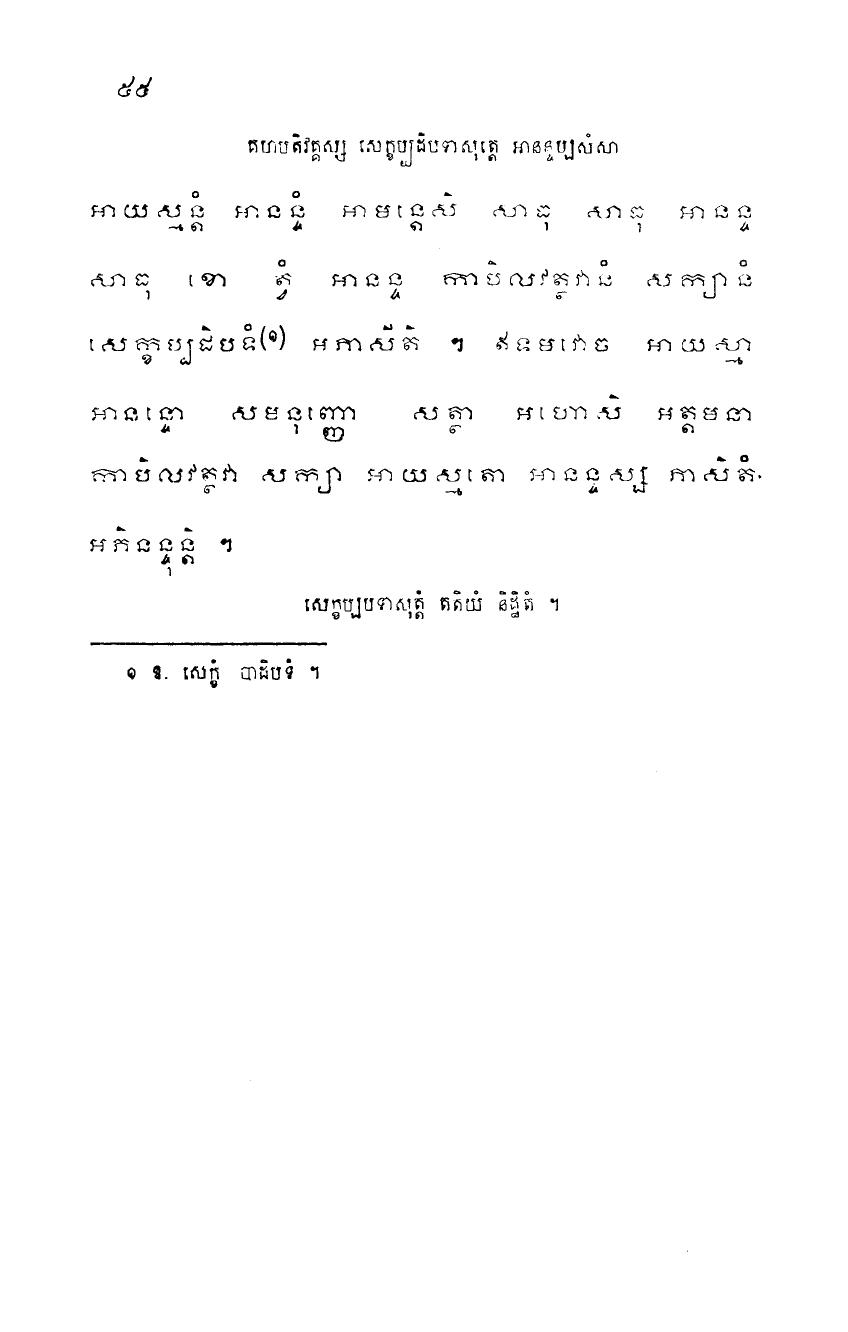 ៥៩
គហបតិវគ្គស្ស សេក្ខប្បដិបទាសុត្តេ អានន្ទប្បសំសា
អាយស្មន្តំ អានន្ទំ អាមន្តេសិ សាធុ សាធុ អានន្ទ
សាធុ ខោ ត្វំ អានន្ទ កាបិលវត្ថវានំ សក្យានំ
សេក្ខប្បដិបទំ(១) អភាសីតិ ។ ឥទមវោច អាយស្មា
អានន្ទោ សមនុញ្ញោ សត្ថា អហោសិ អត្តមនា
កាបិលវត្ថវា សក្យា អាយស្មតោ អានន្ទស្ស ភាសិតំ
អភិនន្ទុន្តិ ។
សេក្ខប្បបទាសុត្តំ តតិយំ និដ្ឋិតំ ។
១ ឱ. សេក្ខំ បាដិបទំ ។